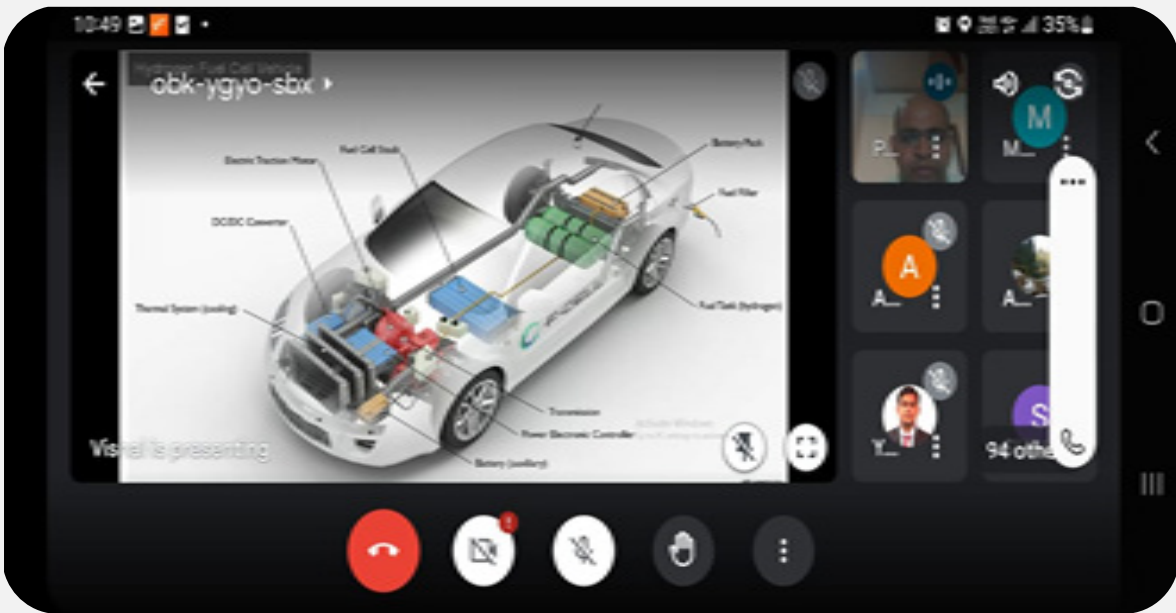 10:49
35%
Hydrogen Fuel Cell Vehicle
obk-ygyo-sbx
Fuel Cell Stack
Battery Pack
Electric Traction Motor
Fuel Filler
DC/DC Converter
Thermal System (cooling)
Fuel Tank (hydrogen)
Transmission
Power Electronic Controller
Battery (auxiliary)
Activate Windows
is presenting
P...
M
M...
A
A...
A...
Y...
S
94 othe